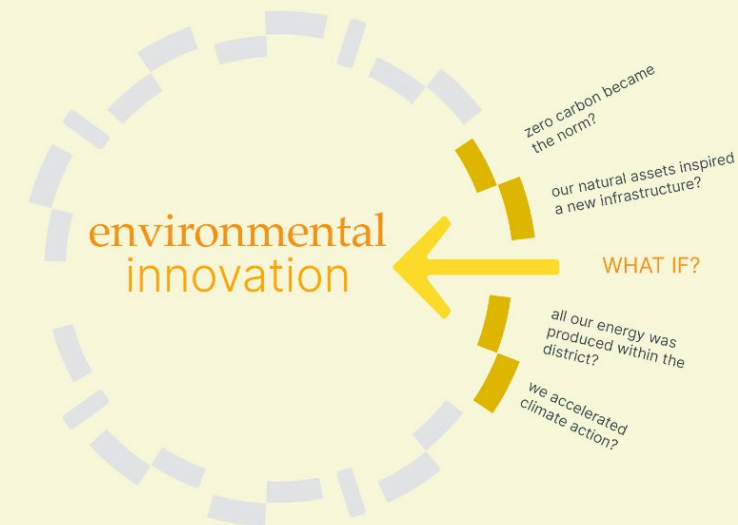 zero carbon became
the norm?
our natural assets inspired
a new infrastructure?
environmental
innovation
WHAT IF?
all our energy was
produced within the
district?
we accelerated
climate action?